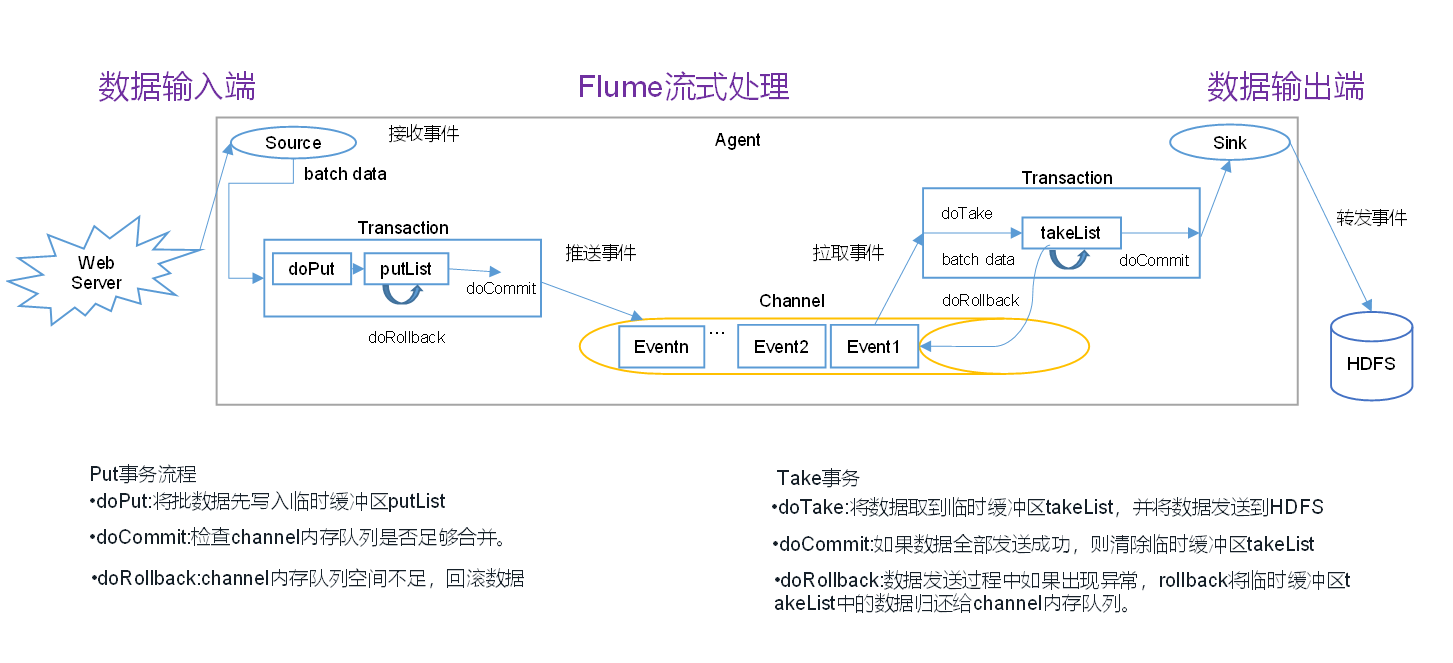 数据输入端
Flume流式处理
数据输出端
Source
接收事件
Agent
Sink
batch data
Transaction
doTake
takeList
转发事件
Transaction
推送事件
拉取事件
batch data
doCommit
Web
Server
doPut
putList
doCommit
Channel
doRollback
doRollback
Eventn
...
Event2
Event1
HDFS
Put事务流程
•doPut:将批数据先写入临时缓冲区putList
•doCommit:检查channel内存队列是否足够合并。
•doRollback:channel内存队列空间不足，回滚数据
Take事务
•doTake:将数据取到临时缓冲区takeList，并将数据发送到HDFS
•doCommit:如果数据全部发送成功，则清除临时缓冲区takeList
•doRollback:数据发送过程中如果出现异常，rollback将临时缓冲区t
akeList中的数据归还给channel内存队列。